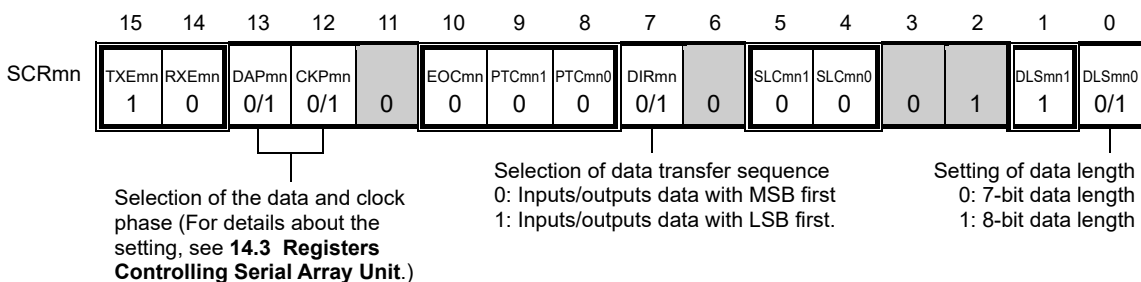 15 14 13 12 11 10 9 8 7 6 5 4 3 2 1 0
SCRmn
TXEmn RXEmn DAPmn CKPmn EOCmn PTCmn1 PTCmn0 DIRmn SLCmn1 SLCmn0 DLSmn1 DLSmn0
1 0 0/1 0/1 0 0 0 0 0/1 0 0 0 0 1 1 0/1
Selection of the data and clock
phase (For details about the
setting, see 14.3 Registers
Controlling Serial Array Unit.)
Selection of data transfer sequence
0: Inputs/outputs data with MSB first
1: Inputs/outputs data with LSB first.
Setting of data length
0: 7-bit data length
1: 8-bit data length